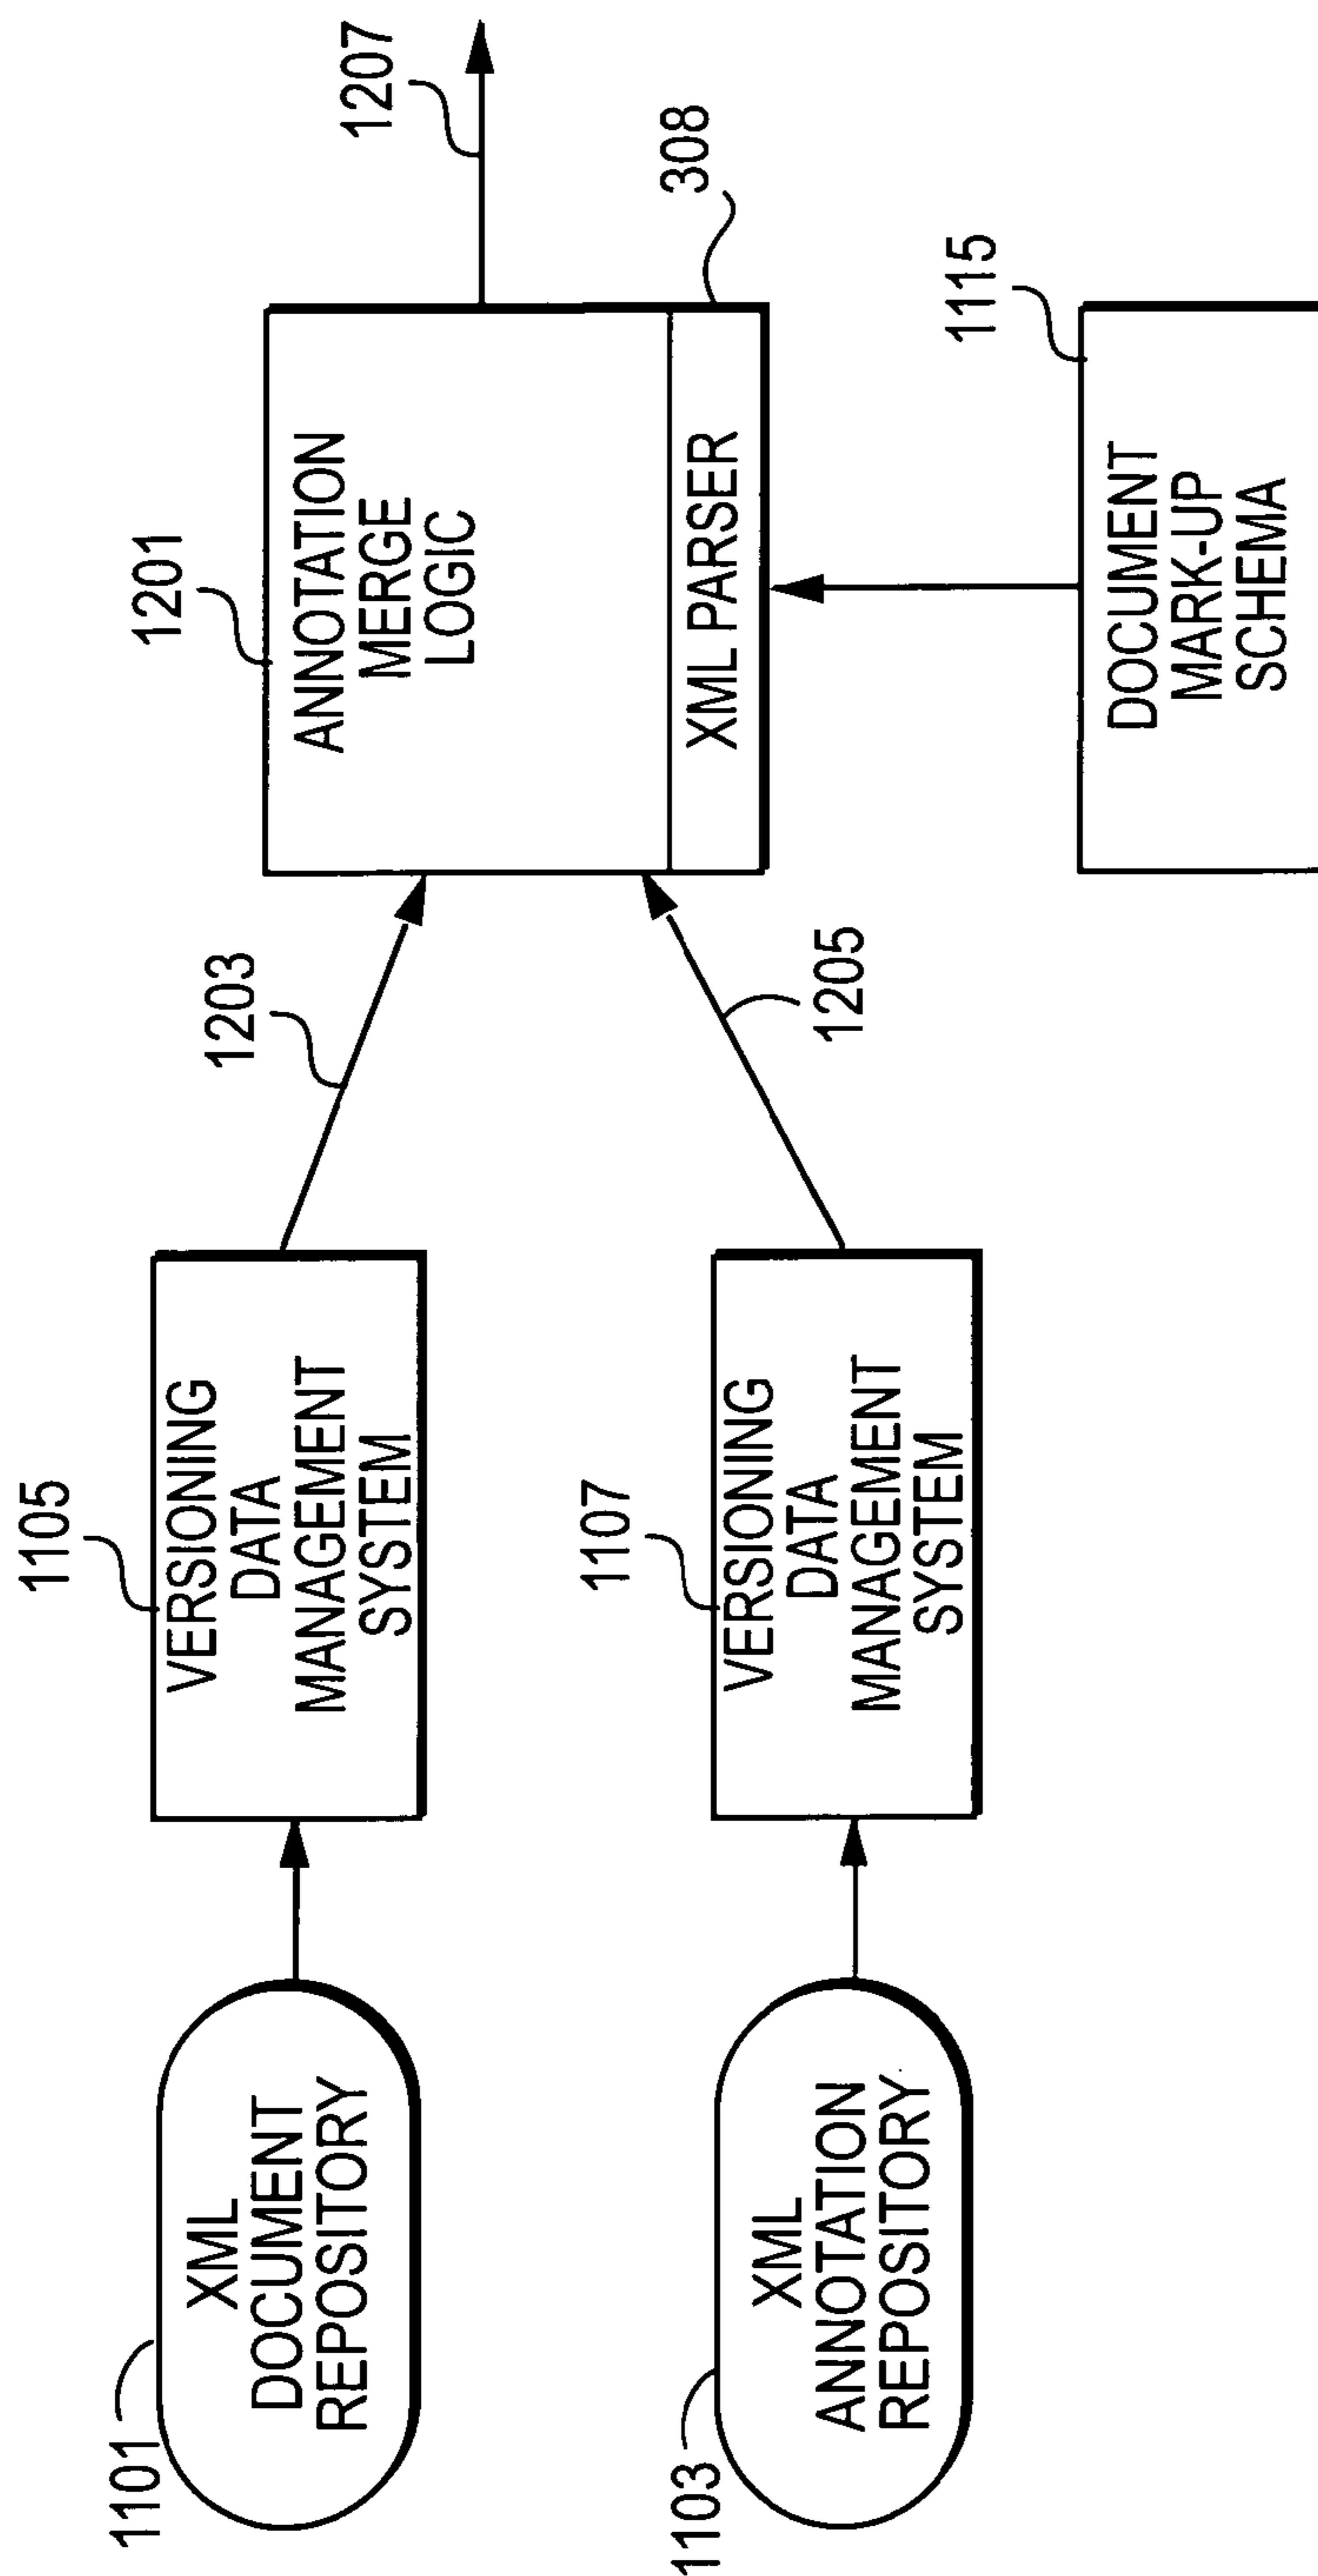 1101
XML
DOCUMENT
REPOSITORY
1105
VERSIONING
DATA
MANAGEMENT
SYSTEM
1203
1201
ANNOTATION
MERGE
LOGIC
XML PARSER
308
1207
1103
XML
ANNOTATION
REPOSITORY
1107
VERSIONING
DATA
MANAGEMENT
SYSTEM
1205
1115
DOCUMENT
MARK-UP
SCHEMA